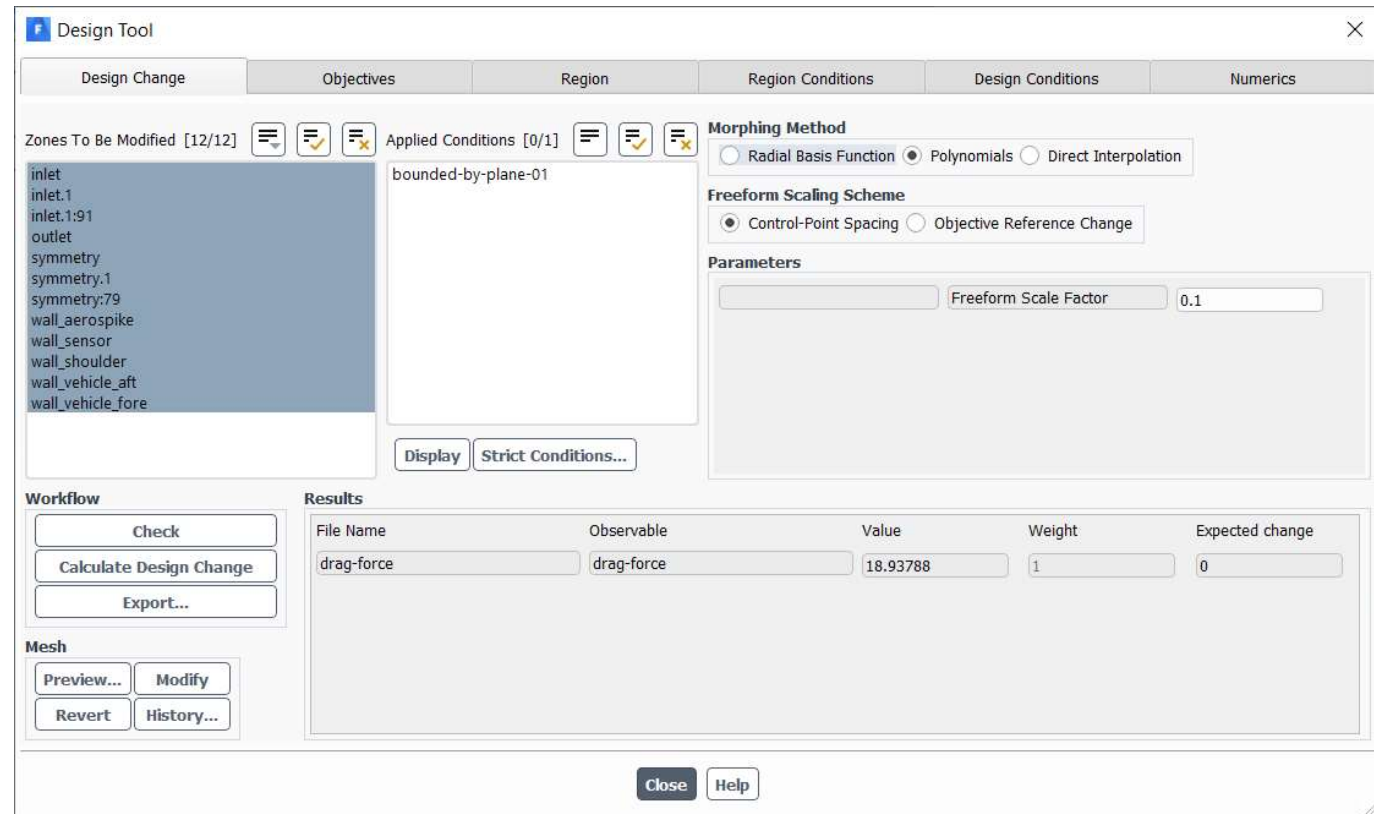 Design Tool
Design Change Objectives Region Region Conditions Design Conditions Numerics
Zones To Be Modified [12/12]
inlet
inlet.1
inlet.1:91
outlet
symmetry
symmetry.1
symmetry:79
wall_aerospike
wall_sensor
wall_shoulder
wall_vehicle_aft
wall_vehicle_fore
Applied Conditions [0/1]
bounded-by-plane-01
Display Strict Conditions...
Morphing Method
Radial Basis Function Polynomials Direct Interpolation
Freeform Scaling Scheme
Control-Point Spacing Objective Reference Change
Parameters
Freeform Scale Factor 0.1
Workflow
Check
Calculate Design Change
Export...
Mesh
Preview... Modify
Revert History...
Results
File Name Observable Value Weight Expected change
drag-force drag-force 18.93788 1 0
Close Help